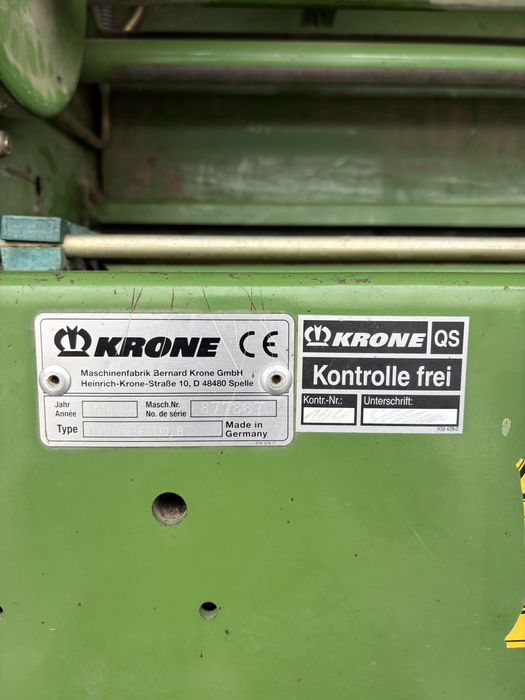 KRONE CE
Maschinenfabrik Bernard Krone GmbH
Heinrich-Krone-Straße 10, D 48480 Spelle
Jahr
Année
Masch.Nr.
No. de série
Type
Made in
Germany
KRONE QS
Kontrolle frei
Kontr.-Nr.:
Unterschrift: